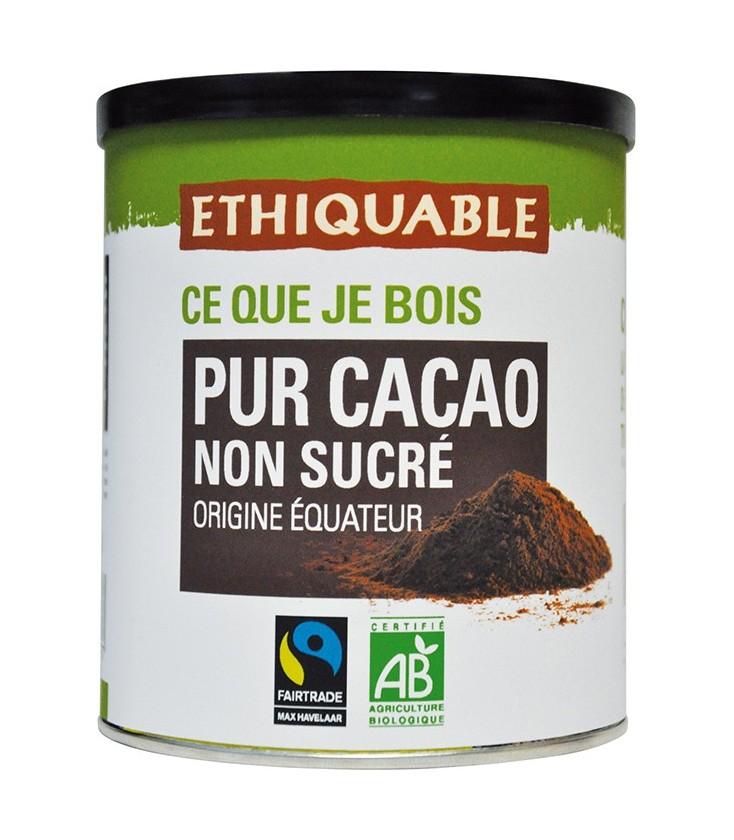 ETHIQUABLE
CE QUE JE BOIS
PUR CACAO
NON SUCRÉ
ORIGINE ÉQUATEUR
FAIRTRADE
MAX HAVELAAR
CERTIFIÉ
AB
AGRICULTURE
BIOLOGIQUE